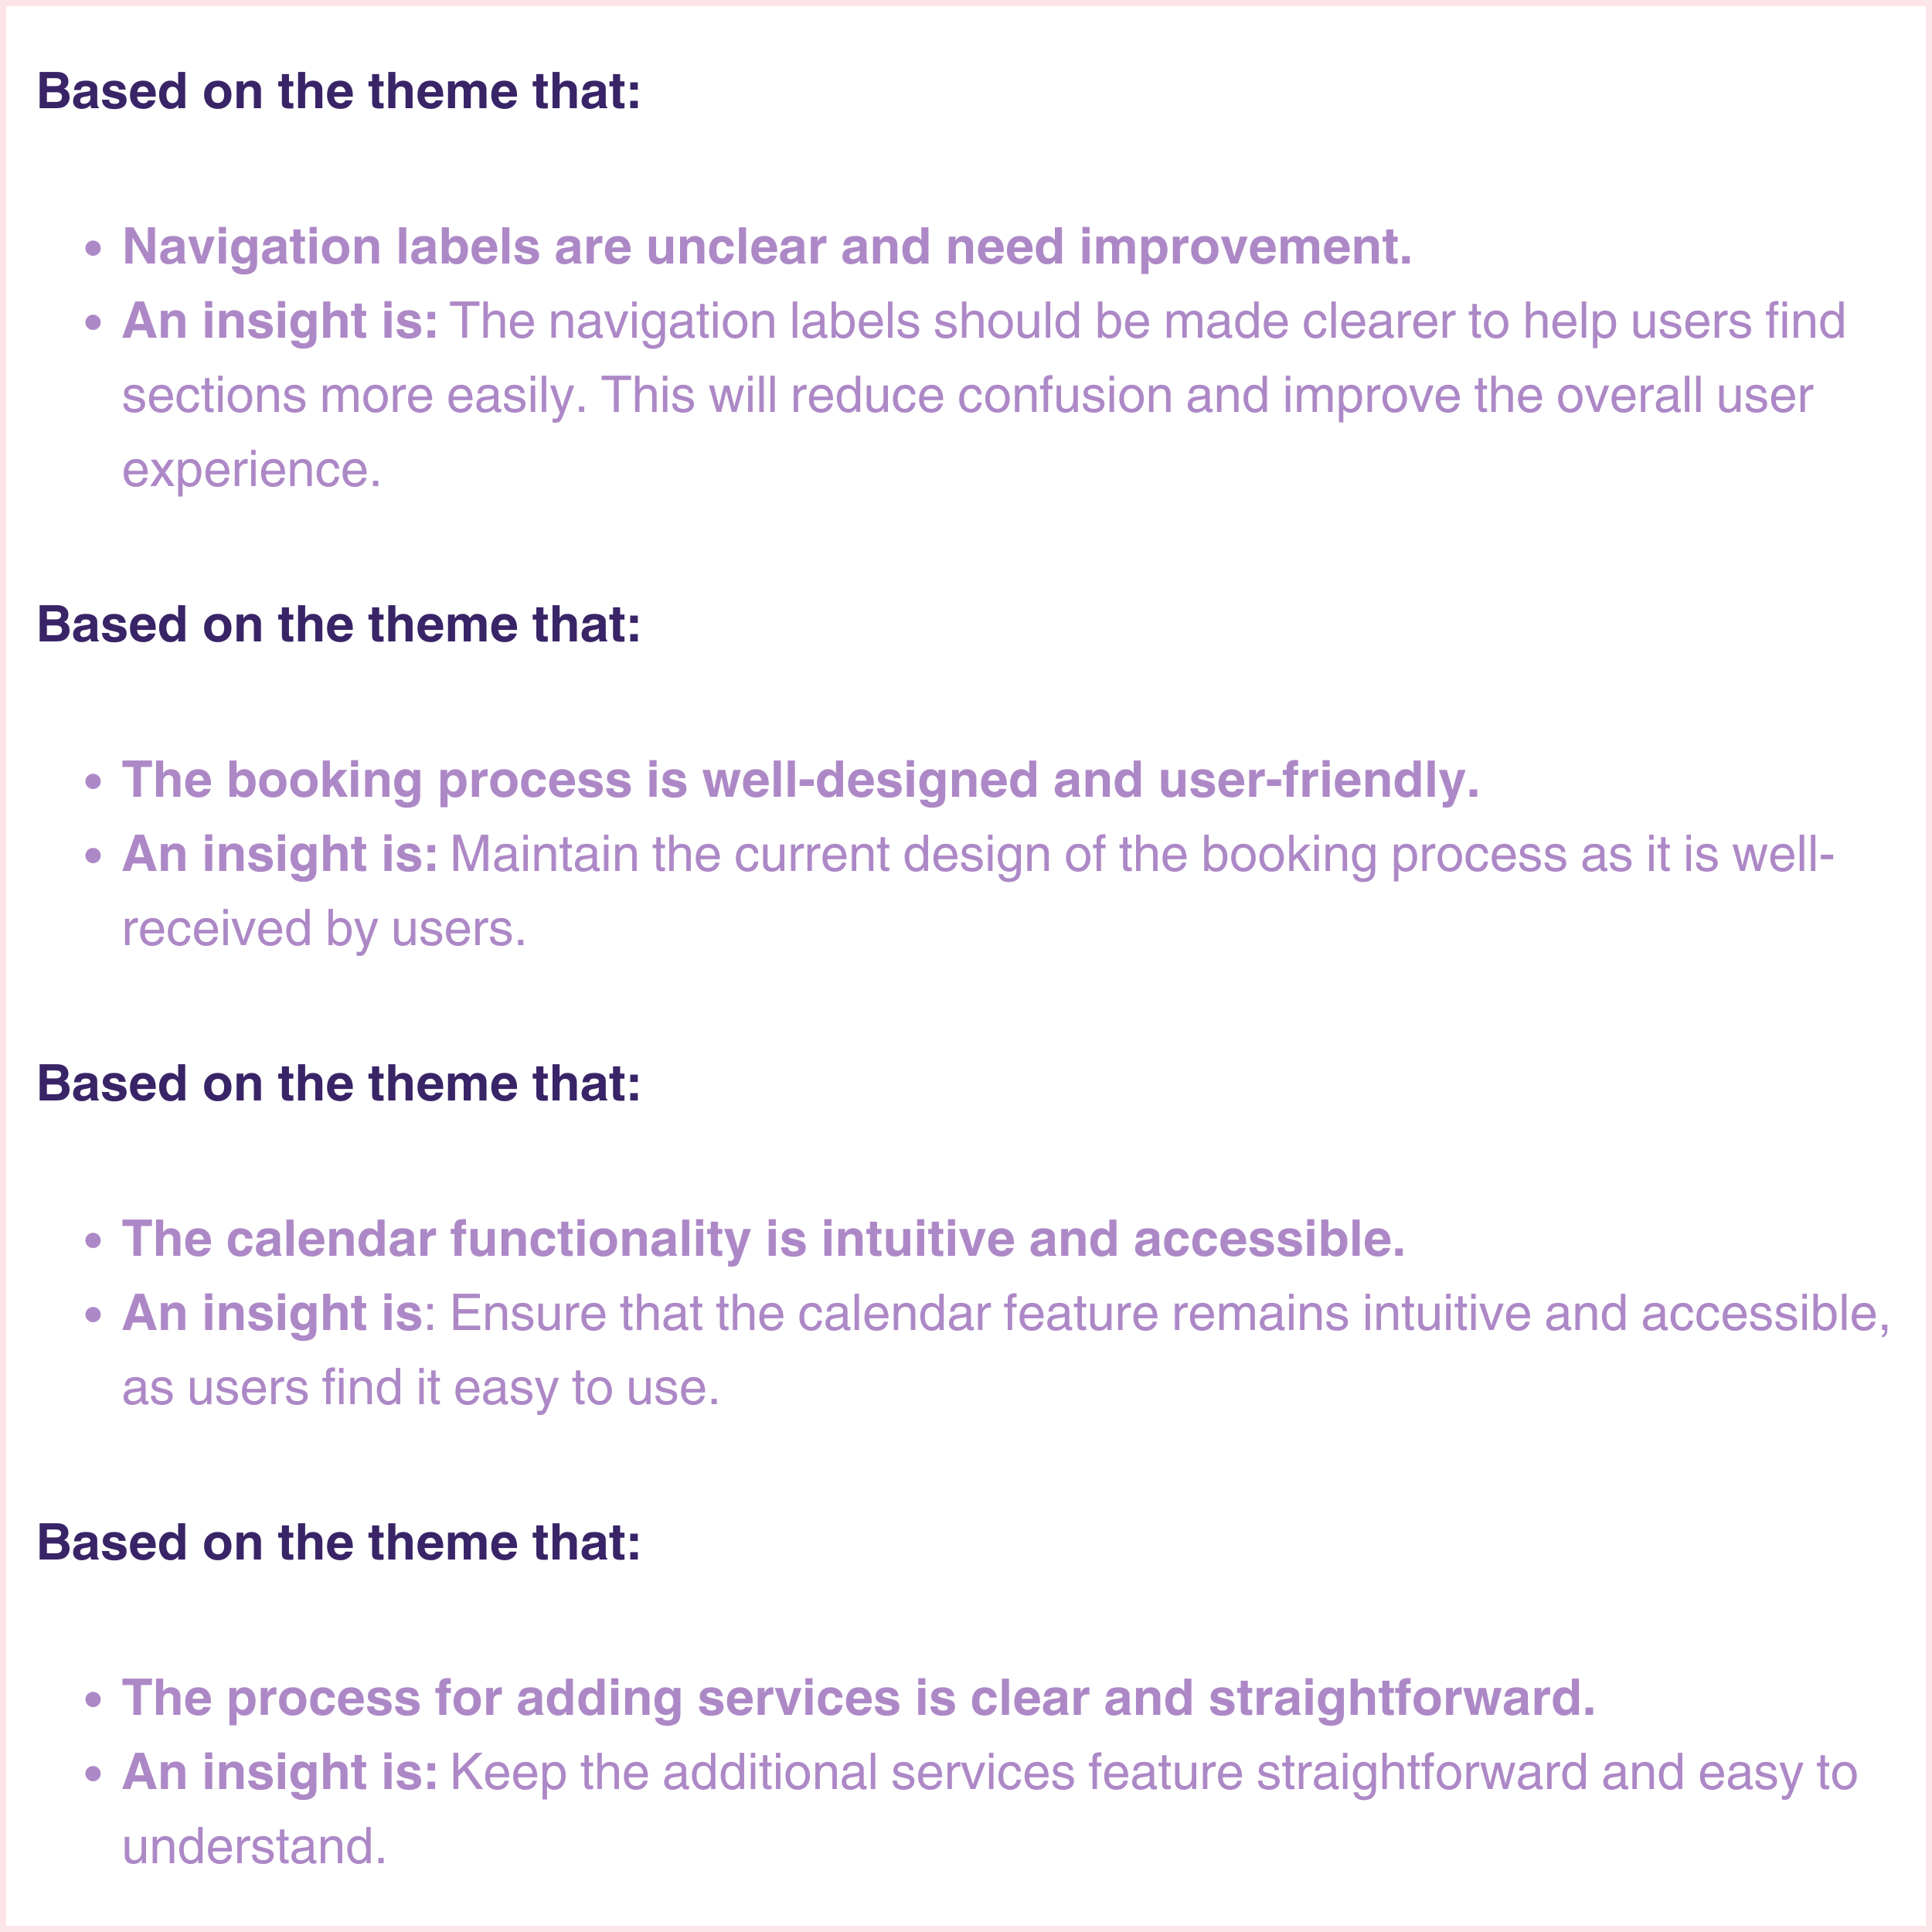 Based on the theme that:
• Navigation labels are unclear and need improvement.
• An insight is: The navigation labels should be made clearer to help users find
sections more easily. This will reduce confusion and improve the overall user
experience.
Based on the theme that:
• The booking process is well-designed and user-friendly.
• An insight is: Maintain the current design of the booking process as it is well-
received by users.
Based on the theme that:
• The calendar functionality is intuitive and accessible.
• An insight is: Ensure that the calendar feature remains intuitive and accessible,
as users find it easy to use.
Based on the theme that:
• The process for adding services is clear and straightforward.
• An insight is: Keep the additional services feature straightforward and easy to
understand.